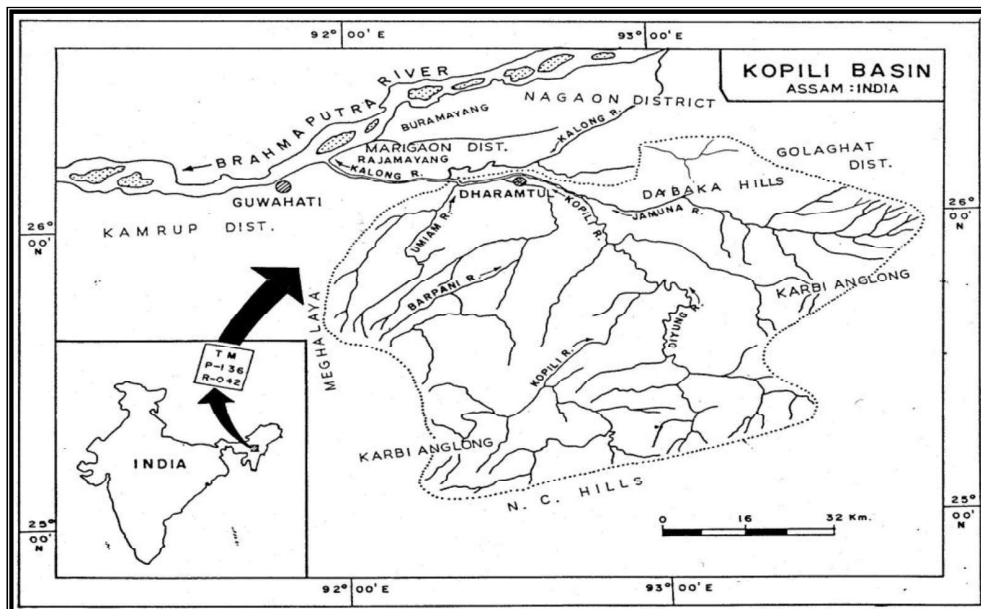 92° 00' E
93° 00' E
KOPILI BASIN
ASSAM : INDIA
BRAHMAPUTRA RIVER
NAGAON DISTRICT
BURAMAYANG
KALONG R.
MARIGAON DIST.
RAJAMAYANG
KALONG R.
GOLAGHAT
DIST.
GUWAHATI
DHARAMTUL
DABAKA HILLS
JAMUNA R.
26°
00'
N
26°
00'
N
KAMRUP DIST.
UMIAM R.
KOPILI R.
BARPANI R.
KARBI ANGLONG
MEGHALAYA
DIYUNG R.
KOPILI R.
T M
P-136
R-042
INDIA
KARBI ANGLONG
N. C. HILLS
25°
00'
N
25°
00'
N
0 16 32 Km.
92° 00' E
93° 00' E